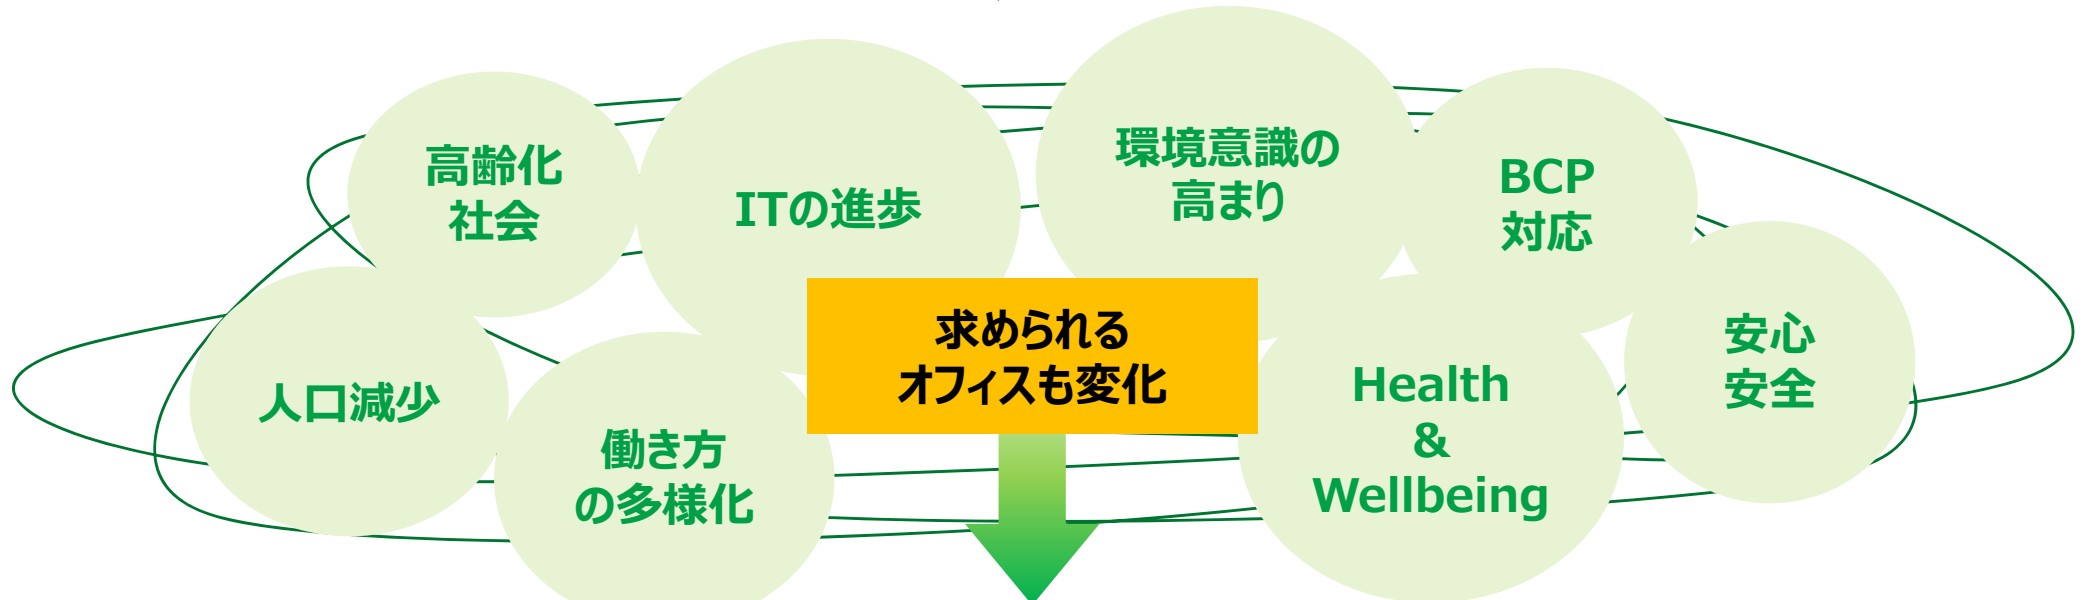 高齢化
社会
ITの進歩
環境意識の
高まり
BCP
対応
人口減少
働き方
の多様化
求められる
オフィスも変化
Health
&
Wellbeing
安心
安全